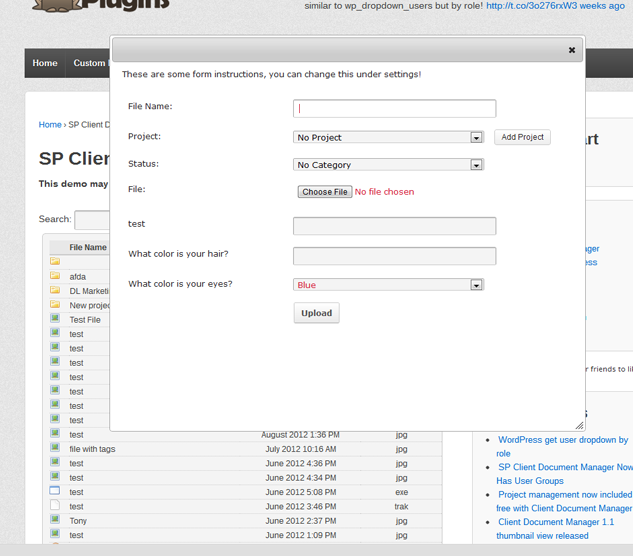 Plugins
similar to wp_dropdown_users but by role! http://t.co/3o276rxW3 weeks ago
Home
Custom
These are some form instructions, you can change this under settings!
File Name:
Project:
No Project
Add Project
Status:
No Category
File:
Choose File No file chosen
test
What color is your hair?
What color is your eyes?
Blue
Upload
Home › SP Client D
SP Clie
This demo may
Search:
File Name
afda
DL Marketi
New projec
Test File
test
test
test
test
test
test
test
test August 2012 1:36 PM jpg
file with tags July 2012 10:16 AM jpg
test June 2012 4:36 PM jpg
test June 2012 4:34 PM jpg
test June 2012 5:08 PM exe
test June 2012 3:46 PM trak
Tony June 2012 2:37 PM jpg
test June 2012 1:09 PM jpg
art
ager
ess
r friends to lik
s
WordPress get user dropdown by
role
SP Client Document Manager Now
Has User Groups
Project management now included
free with Client Document Manager
Client Document Manager 1.1
thumbnail view released